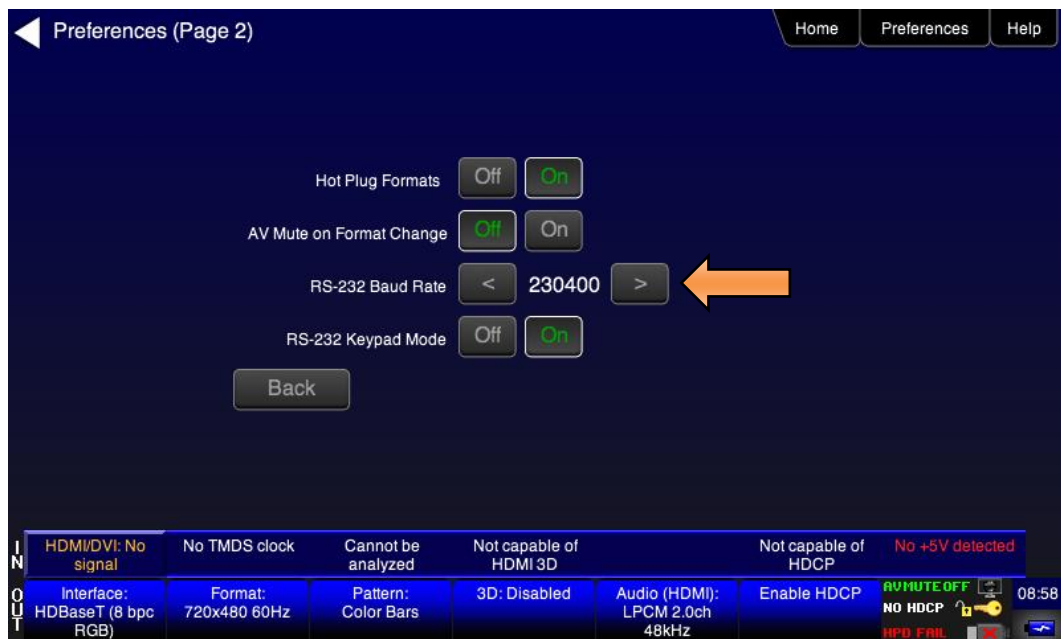 Preferences (Page 2)
Home
Preferences
Help
Hot Plug Formats
Off
On
AV Mute on Format Change
Off
On
RS-232 Baud Rate
<
230400
>
RS-232 Keypad Mode
Off
On
Back
IN
HDMI/DVI: No
signal
No TMDS clock
Cannot be
analyzed
Not capable of
HDMI 3D
Not capable of
HDCP
No +5V detected
OUT
Interface:
HDBaseT (8 bpc
RGB)
Format:
720x480 60Hz
Pattern:
Color Bars
3D: Disabled
Audio (HDMI):
LPCM 2.0ch
48kHz
Enable HDCP
AVMUTEOFF
NO HDCP
HPD FAIL
08:58